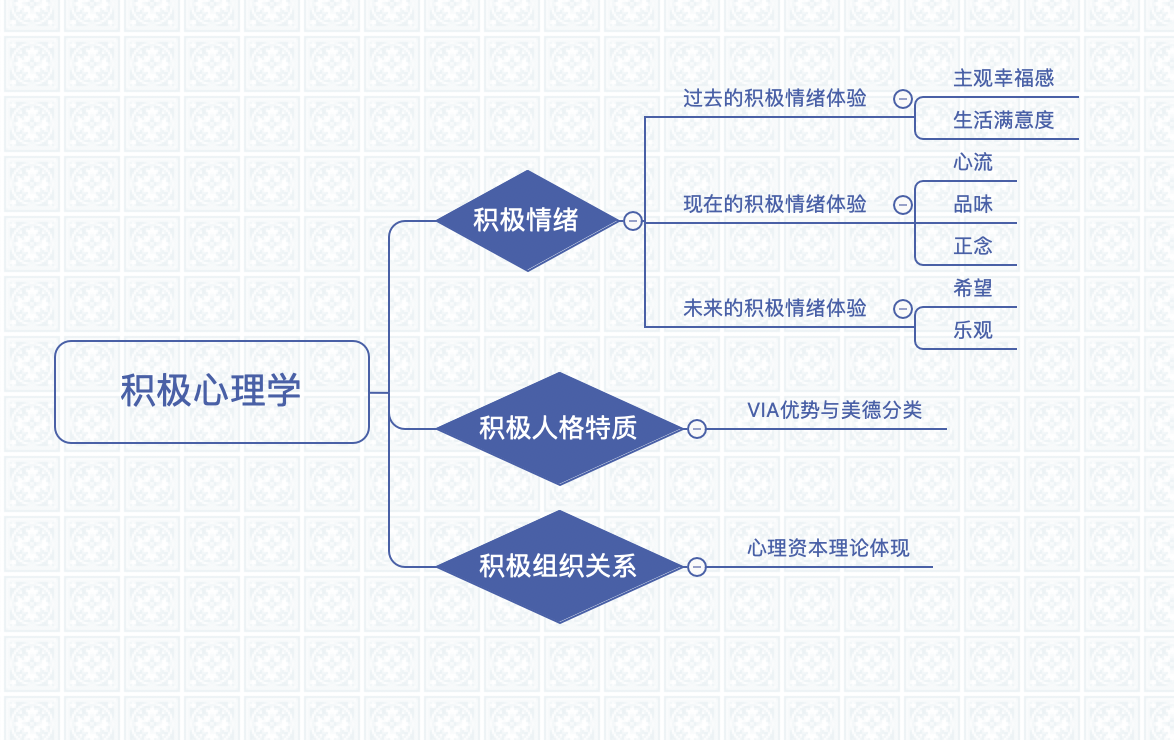 积极心理学
积极情绪
过去的积极情绪体验
主观幸福感
生活满意度
现在的积极情绪体验
心流
品味
正念
未来的积极情绪体验
希望
乐观
积极人格特质
VIA优势与美德分类
积极组织关系
心理资本理论体现